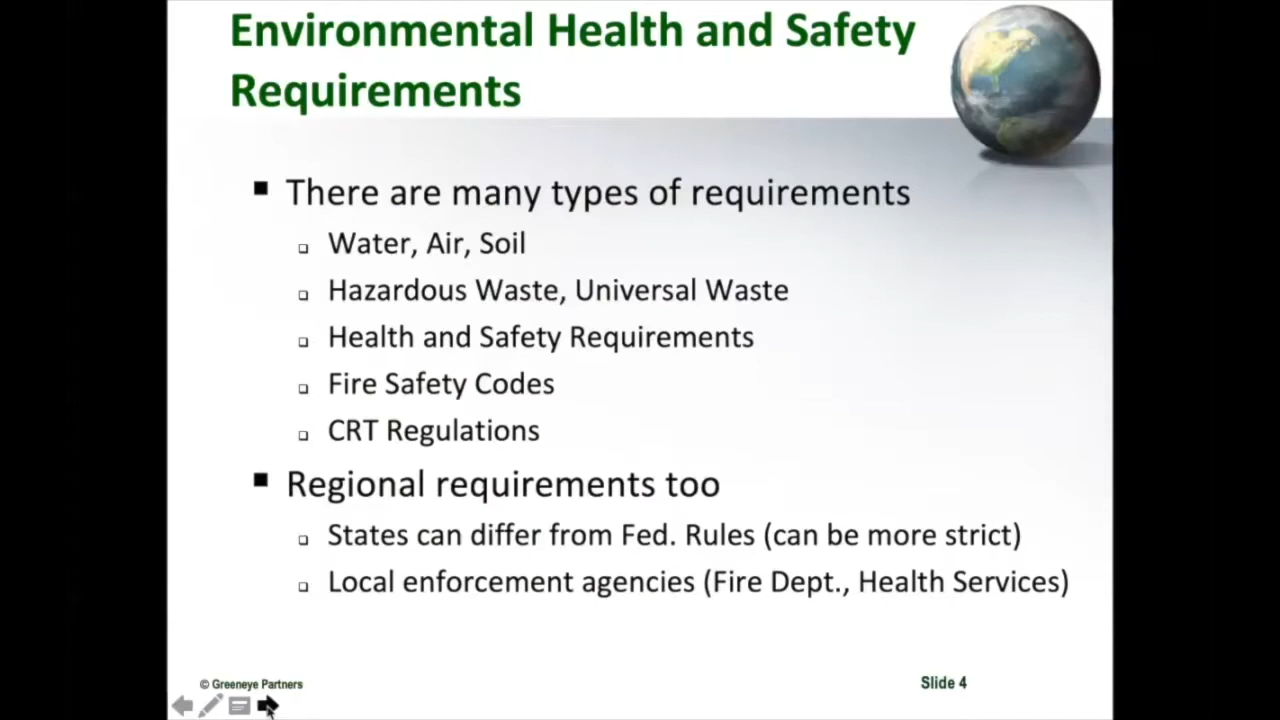 Environmental Health and Safety
Requirements
There are many types of requirements
Water, Air, Soil
Hazardous Waste, Universal Waste
Health and Safety Requirements
Fire Safety Codes
CRT Regulations
Regional requirements too
States can differ from Fed. Rules (can be more strict)
Local enforcement agencies (Fire Dept., Health Services)
© Greeneye Partners
Slide 4